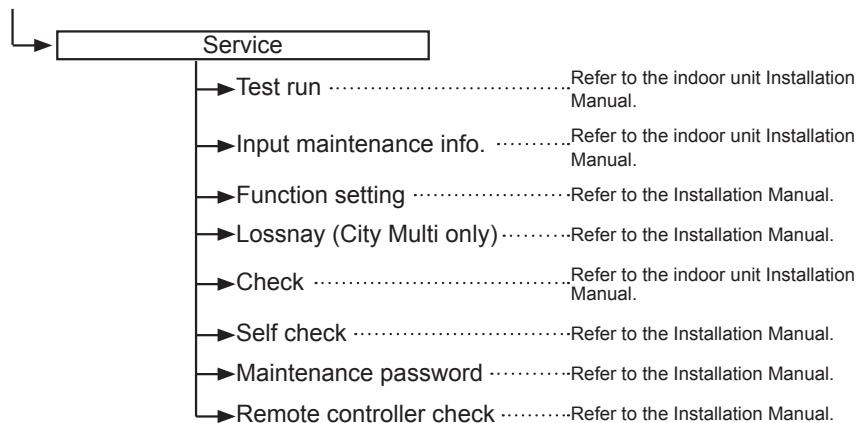 Service
Test run Refer to the indoor unit Installation
Manual.
Input maintenance info. Refer to the indoor unit Installation
Manual.
Function setting Refer to the Installation Manual.
Lossnay (City Multi only) Refer to the Installation Manual.
Check Refer to the indoor unit Installation
Manual.
Self check Refer to the Installation Manual.
Maintenance password Refer to the Installation Manual.
Remote controller check Refer to the Installation Manual.